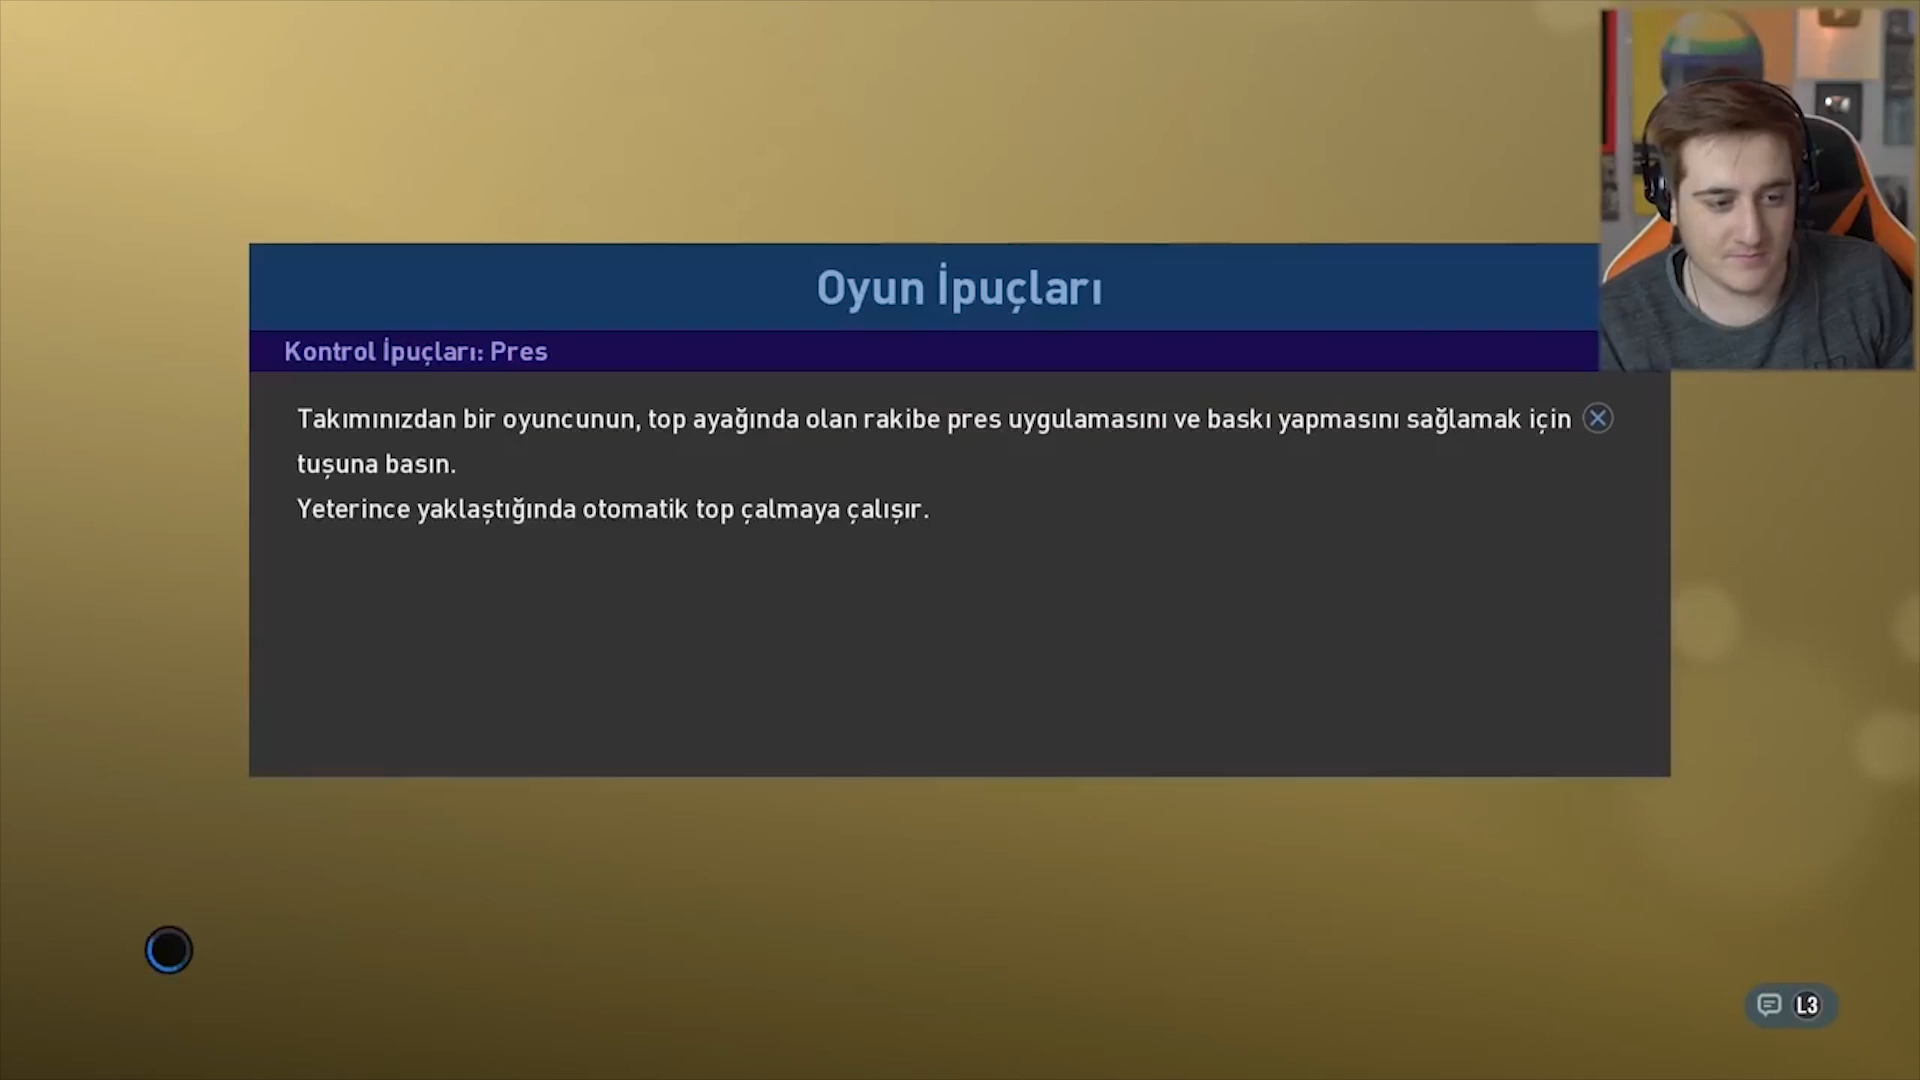 Oyun İpuçları
Kontrol İpuçları: Pres
Takımınızdan bir oyuncunun, top ayağında olan rakibe pres uygulamasını ve baskı yapmasını sağlamak için
tuşuna basın.
Yeterince yaklaştığında otomatik top çalmaya çalışır.
L3